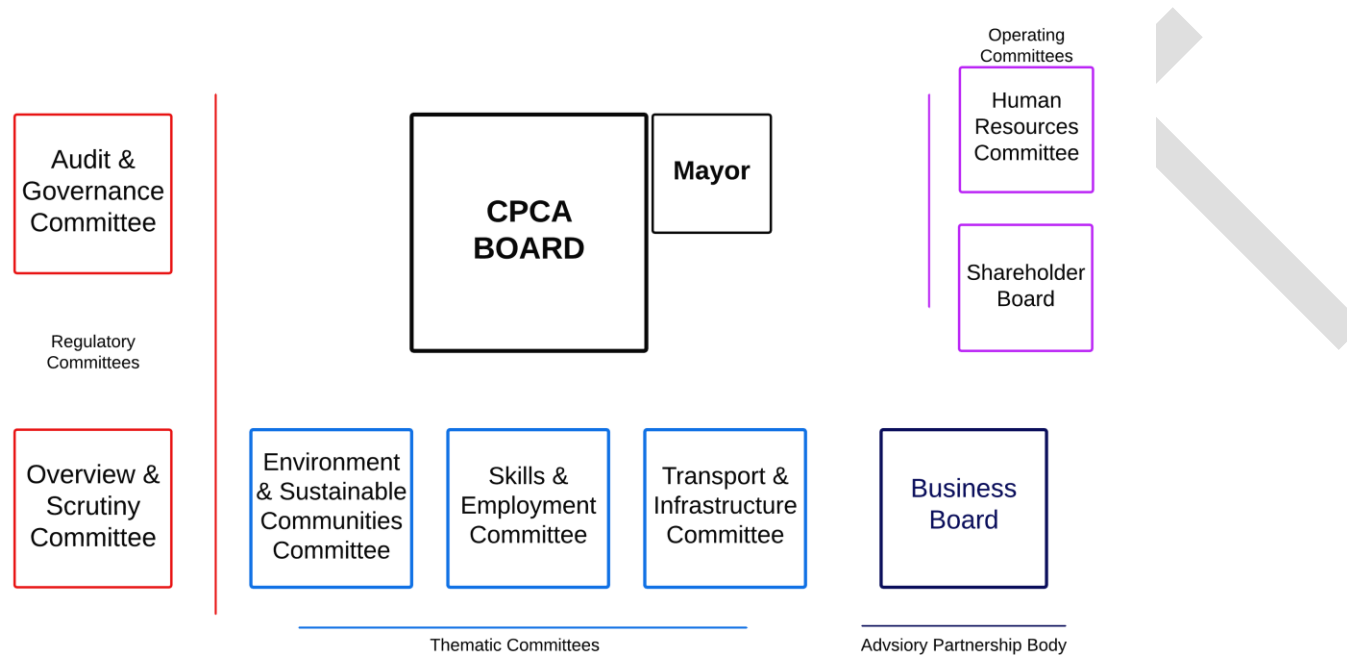 Operating
Committees
Human
Resources
Committee
Audit &
Governance
Committee
CPCA
BOARD
Mayor
Shareholder
Board
Regulatory
Committees
Overview &
Scrutiny
Committee
Environment
& Sustainable
Communities
Committee
Skills &
Employment
Committee
Transport &
Infrastructure
Committee
Business
Board
Thematic Committees
Advsiory Partnership Body